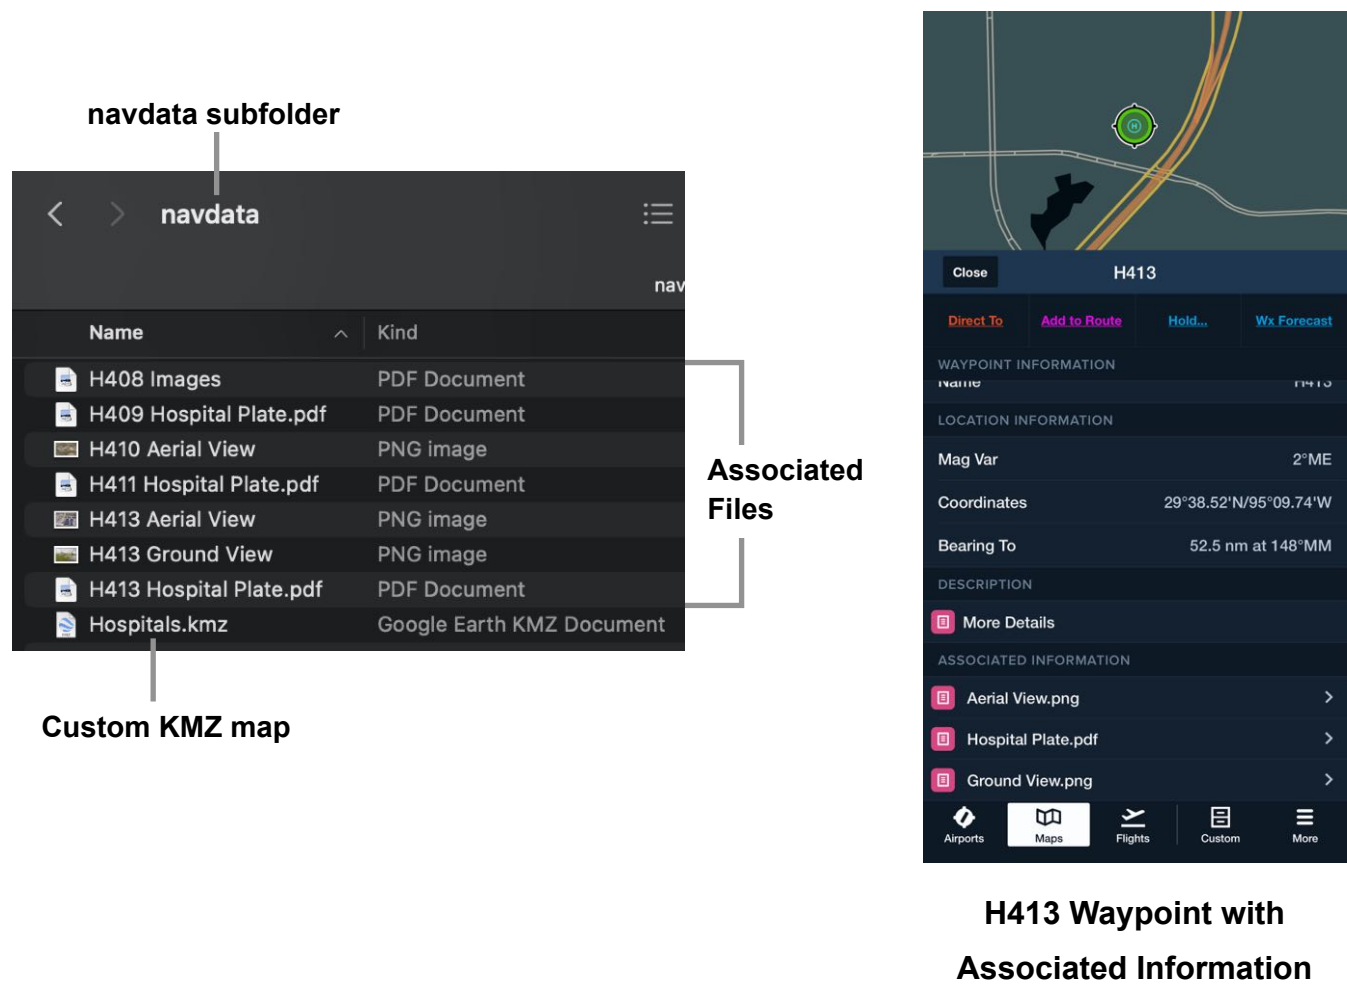 navdata subfolder
navdata
nav
Name Kind
H408 Images PDF Document
H409 Hospital Plate.pdf PDF Document
H410 Aerial View PNG image
H411 Hospital Plate.pdf PDF Document
H413 Aerial View PNG image
H413 Ground View PNG image
H413 Hospital Plate.pdf PDF Document
Hospitals.kmz Google Earth KMZ Document
Associated
Files
Custom KMZ map
H
Close H413
Direct To Add to Route Hold... Wx Forecast
WAYPOINT INFORMATION
Name H413
LOCATION INFORMATION
Mag Var 2°ME
Coordinates 29°38.52'N/95°09.74'W
Bearing To 52.5 nm at 148°MM
DESCRIPTION
More Details
ASSOCIATED INFORMATION
Aerial View.png
Hospital Plate.pdf
Ground View.png
Airports Maps Flights Custom More
H413 Waypoint with
Associated Information